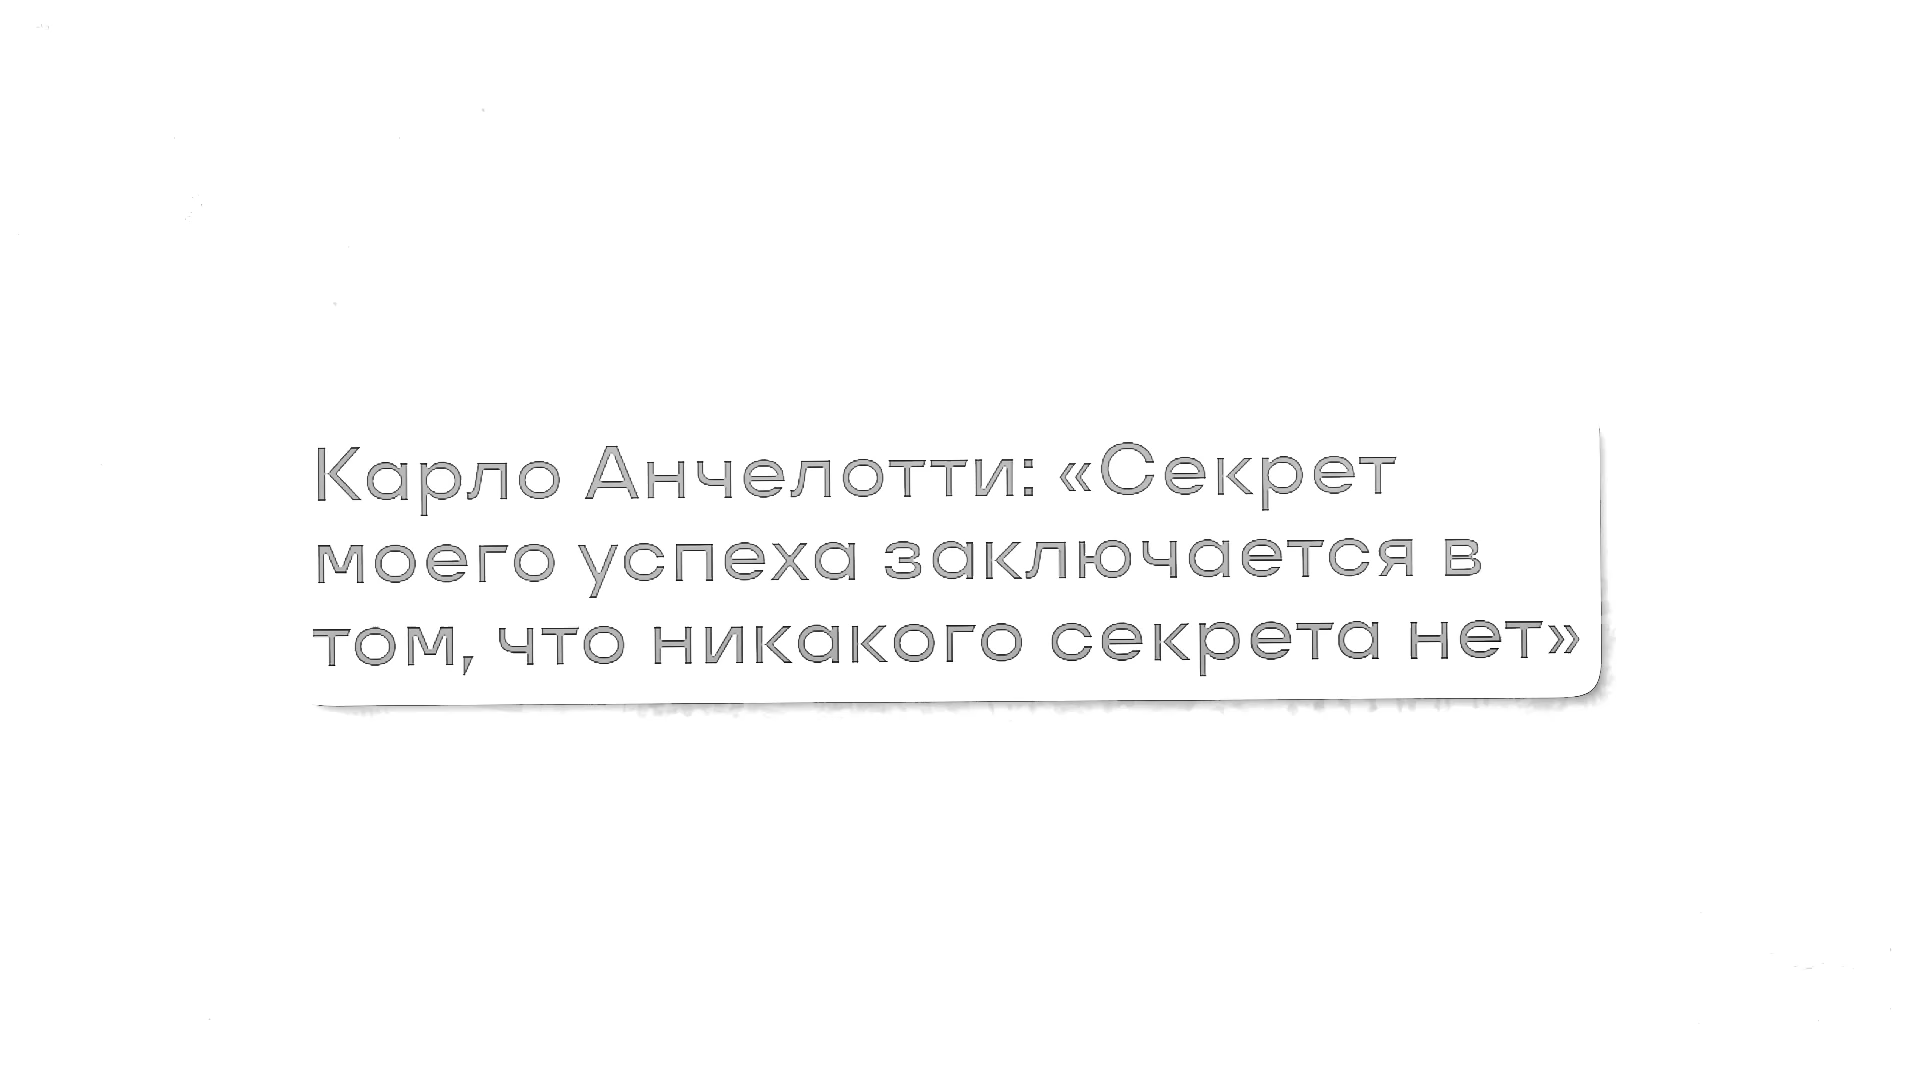 Карло Анчелотти: «Секрет
моего успеха заключается в
том, что никакого секрета нет»